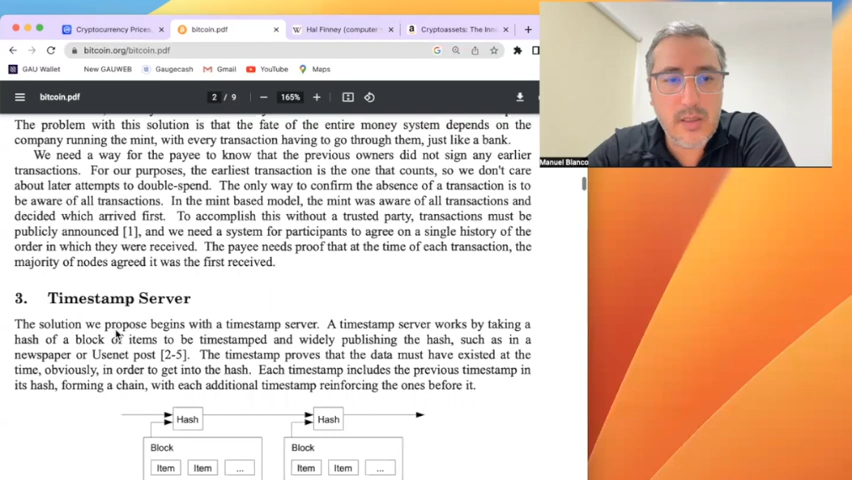 Cryptocurrency Prices,
bitcoin.pdf
Hal Finney (computer
Cryptoassets: The Inno
bitcoin.org/bitcoin.pdf
GAU Wallet
New GAUWEB
Gaugecash
Gmail
YouTube
Maps
bitcoin.pdf
2 / 9
165%
The problem with this solution is that the fate of the entire money system depends on the
company running the mint, with every transaction having to go through them, just like a bank.
We need a way for the payee to know that the previous owners did not sign any earlier
transactions. For our purposes, the earliest transaction is the one that counts, so we don't care
about later attempts to double-spend. The only way to confirm the absence of a transaction is to
be aware of all transactions. In the mint based model, the mint was aware of all transactions and
decided which arrived first. To accomplish this without a trusted party, transactions must be
publicly announced [1], and we need a system for participants to agree on a single history of the
order in which they were received. The payee needs proof that at the time of each transaction, the
majority of nodes agreed it was the first received.
3. Timestamp Server
The solution we propose begins with a timestamp server. A timestamp server works by taking a
hash of a block of items to be timestamped and widely publishing the hash, such as in a
newspaper or Usenet post [2-5]. The timestamp proves that the data must have existed at the
time, obviously, in order to get into the hash. Each timestamp includes the previous timestamp in
its hash, forming a chain, with each additional timestamp reinforcing the ones before it.
Hash
Hash
Block
Block
Item
Item
...
Item
Item
...
Manuel Blanco